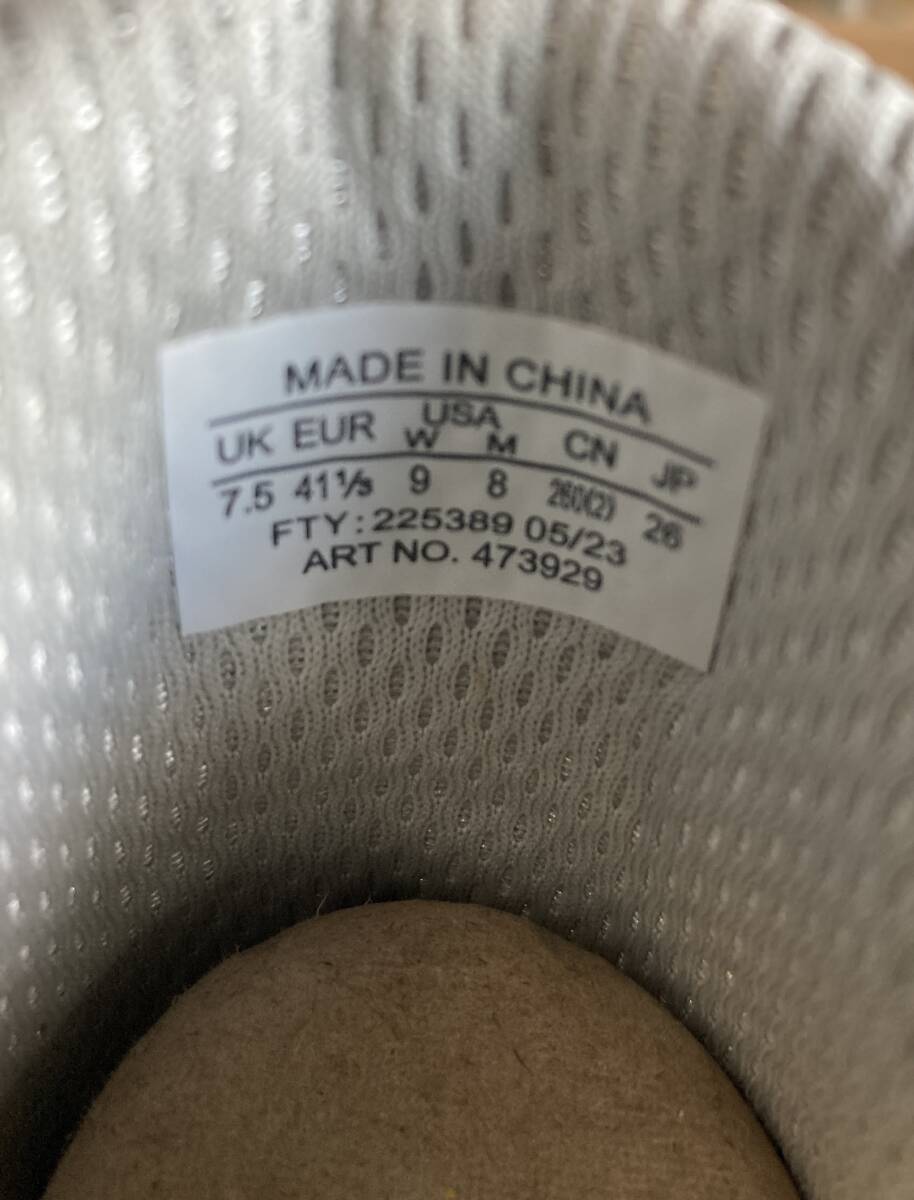 MADE IN CHINA
UK EUR USA CN JP
W M
7.5 41⅓ 9 8 260(2) 26
FTY: 225389 05/23
ART NO. 473929